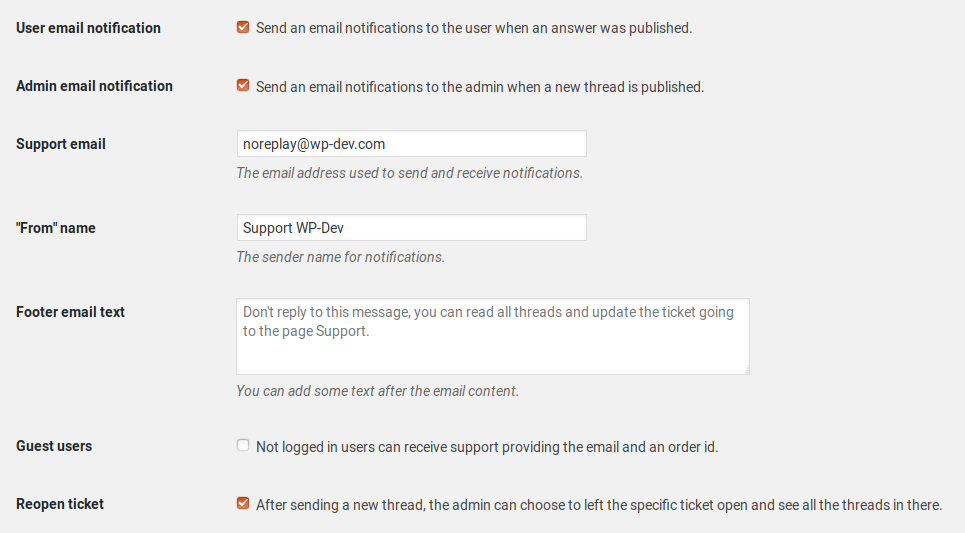 User email notification
Send an email notifications to the user when an answer was published.
Admin email notification
Send an email notifications to the admin when a new thread is published.
Support email
noreplay@wp-dev.com
The email address used to send and receive notifications.
"From" name
Support WP-Dev
The sender name for notifications.
Footer email text
Don't reply to this message, you can read all threads and update the ticket going
to the page Support.
You can add some text after the email content.
Guest users
Not logged in users can receive support providing the email and an order id.
Reopen ticket
After sending a new thread, the admin can choose to left the specific ticket open and see all the threads in there.